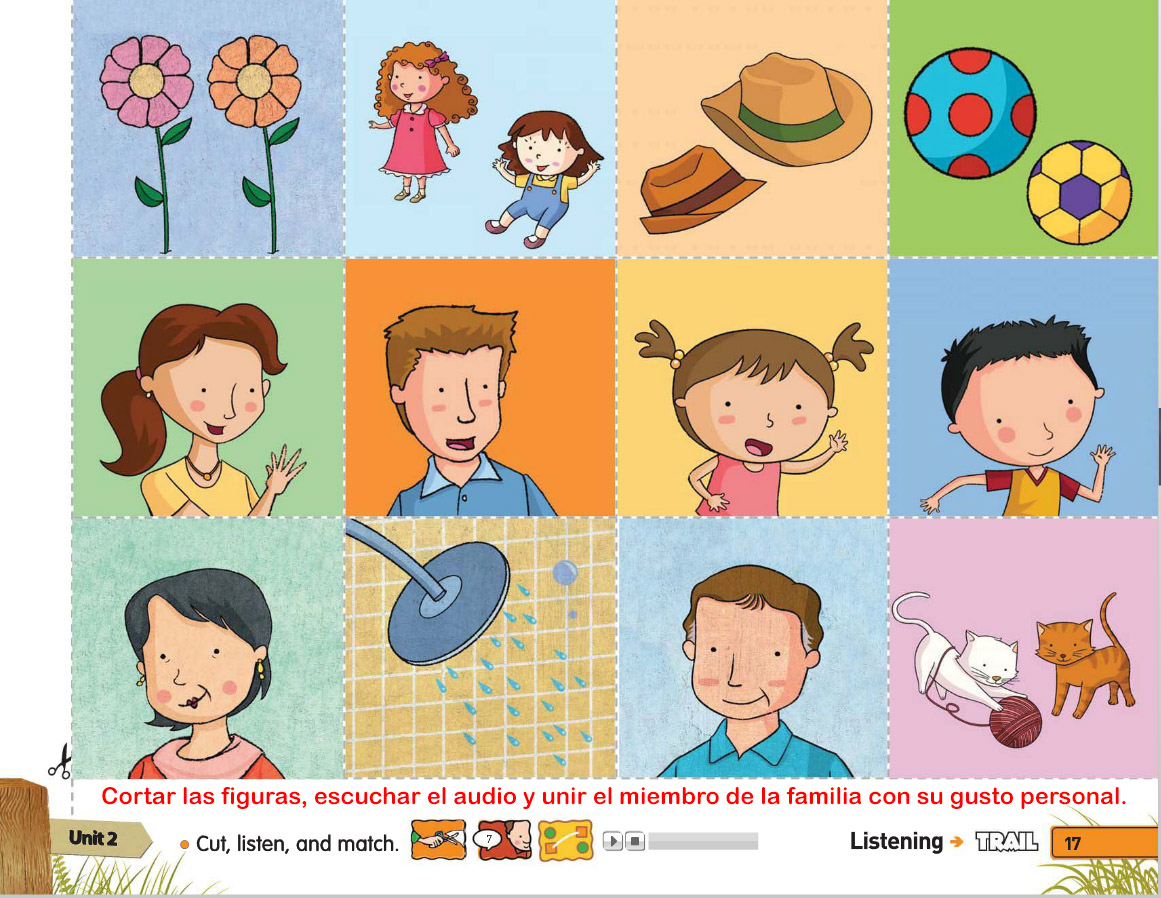 Cortar las figuras, escuchar el audio y unir el miembro de la familia con su gusto personal.
Unit 2
• Cut, listen, and match.
7
Listening → TRAIL
17